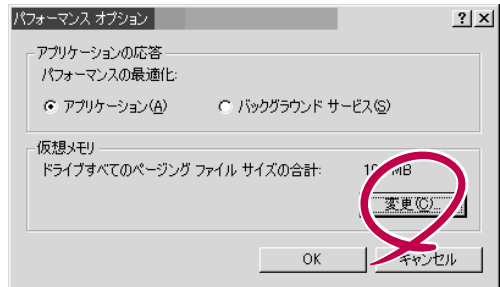 パフォーマンス オプション
アプリケーションの応答
パフォーマンスの最適化:
アプリケーション(A) バックグラウンド サービス(S)
仮想メモリ
ドライブすべてのページング ファイル サイズの合計: MB
変更(C)...
OK キャンセル